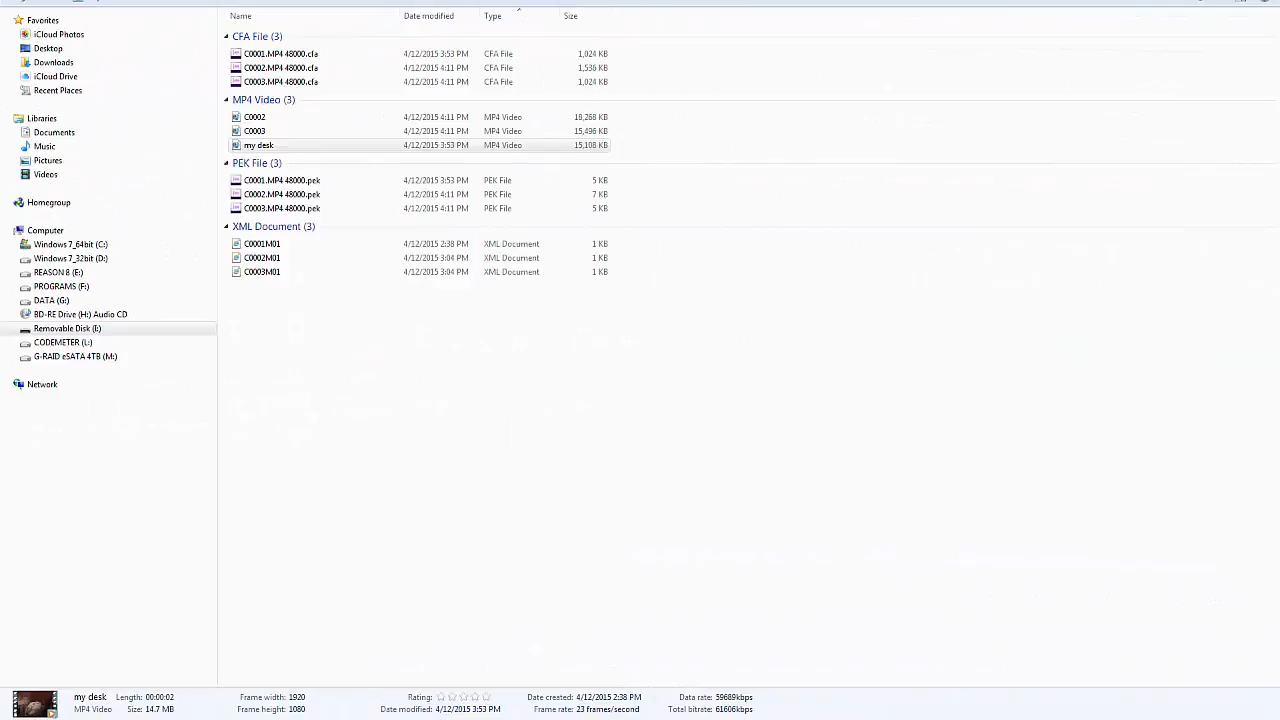 Name Date modified Type Size
Favorites
iCloud Photos
Desktop
Downloads
iCloud Drive
Recent Places
Libraries
Documents
Music
Pictures
Videos
Homegroup
Computer
Windows 7_64bit (C:)
Windows 7_32bit (D:)
REASON 8 (E:)
PROGRAMS (F:)
DATA (G:)
BD-RE Drive (H:) Audio CD
Removable Disk (I:)
CODEMETER (L:)
G-RAID eSATA 4TB (M:)
Network
CFA File (3)
C0001.MP4 48000.cfa 4/12/2015 3:53 PM CFA File 1,024 KB
C0002.MP4 48000.cfa 4/12/2015 4:11 PM CFA File 1,536 KB
C0003.MP4 48000.cfa 4/12/2015 4:11 PM CFA File 1,024 KB
MP4 Video (3)
C0002 4/12/2015 4:11 PM MP4 Video 18,268 KB
C0003 4/12/2015 4:11 PM MP4 Video 15,496 KB
my desk 4/12/2015 3:53 PM MP4 Video 15,108 KB
PEK File (3)
C0001.MP4 48000.pek 4/12/2015 3:53 PM PEK File 5 KB
C0002.MP4 48000.pek 4/12/2015 4:11 PM PEK File 7 KB
C0003.MP4 48000.pek 4/12/2015 4:11 PM PEK File 5 KB
XML Document (3)
C0001M01 4/12/2015 2:38 PM XML Document 1 KB
C0002M01 4/12/2015 3:04 PM XML Document 1 KB
C0003M01 4/12/2015 3:04 PM XML Document 1 KB
my desk Length: 00:00:02 Frame width: 1920 Rating: Date created: 4/12/2015 2:38 PM Data rate: 59689kbps
MP4 Video Size: 14.7 MB Frame height: 1080 Date modified: 4/12/2015 3:53 PM Frame rate: 23 frames/second Total bitrate: 61606kbps